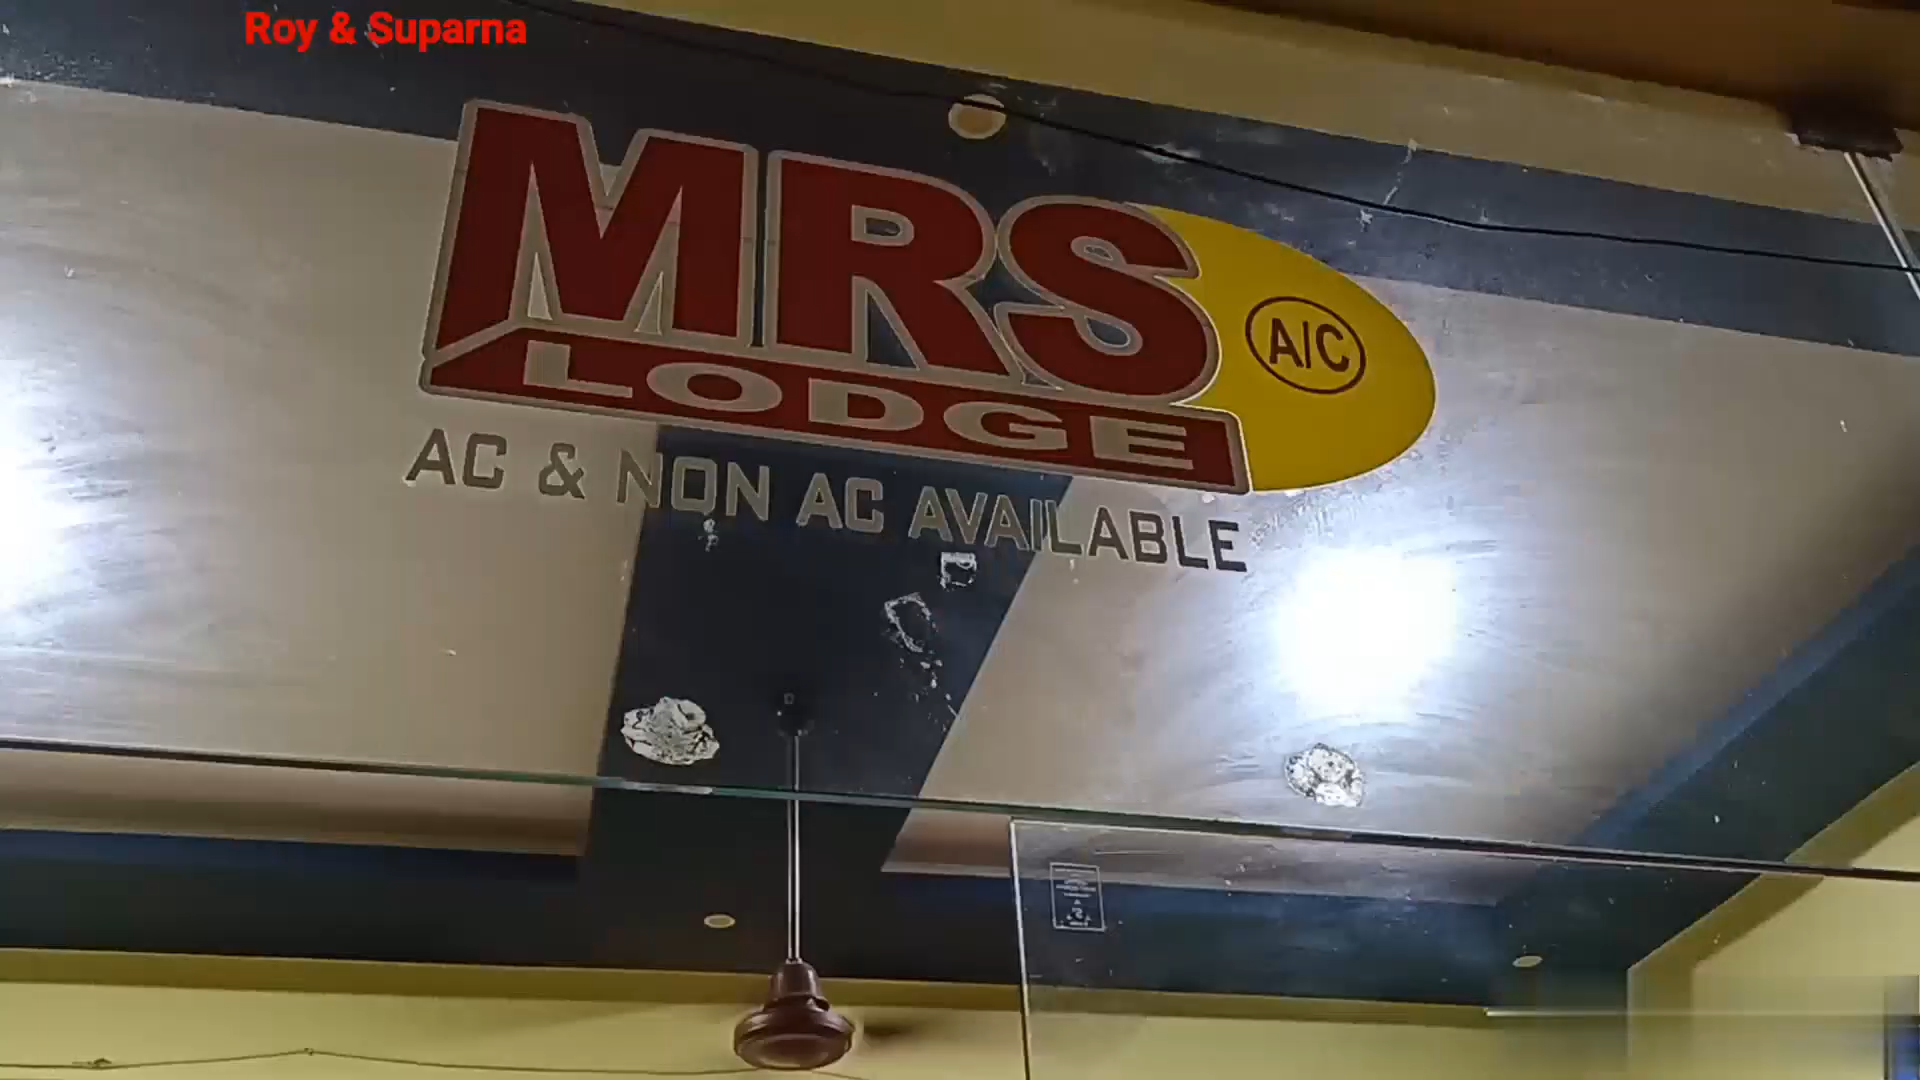 Roy & Suparna
MRS
A/C
LODGE
AC & NON AC AVAILABLE